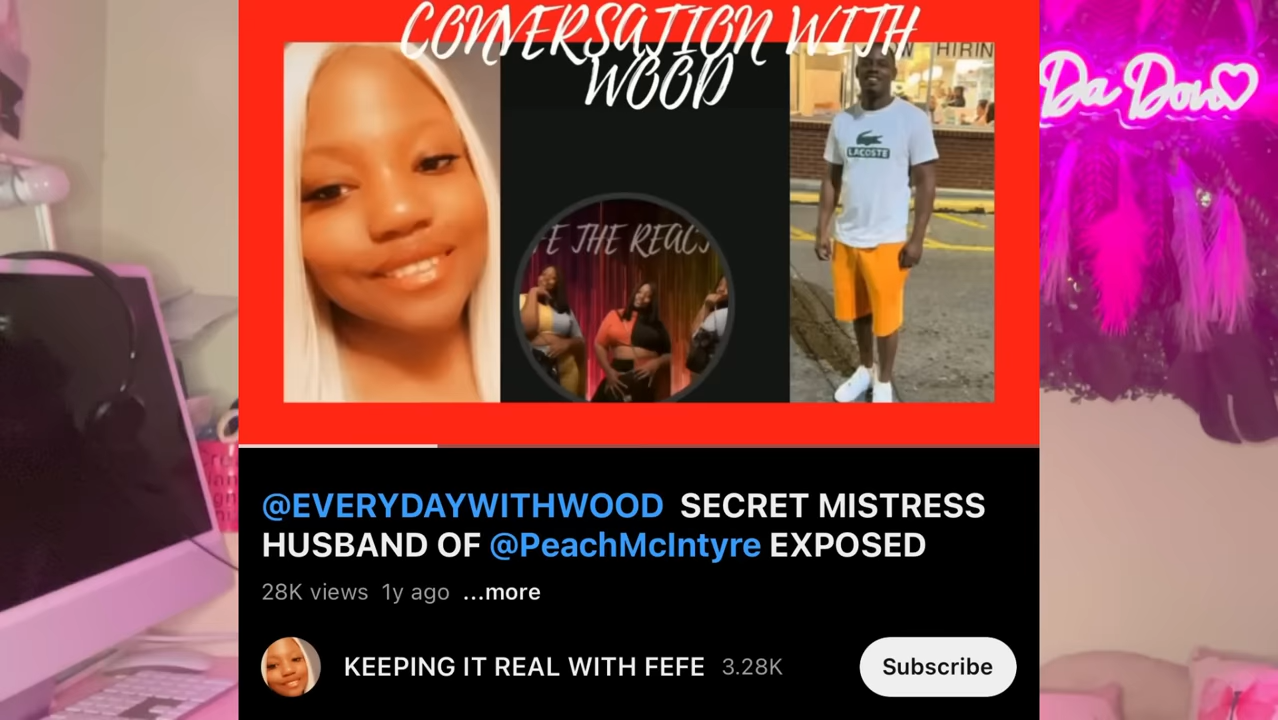 CONVERSATION WITH
WOOD
HIRIN
LACOSTE
FE THE REACT
Da Don
@EVERYDAYWITHWOOD SECRET MISTRESS
HUSBAND OF @PeachMcIntyre EXPOSED
28K views 1y ago ...more
KEEPING IT REAL WITH FEFE 3.28K
Subscribe